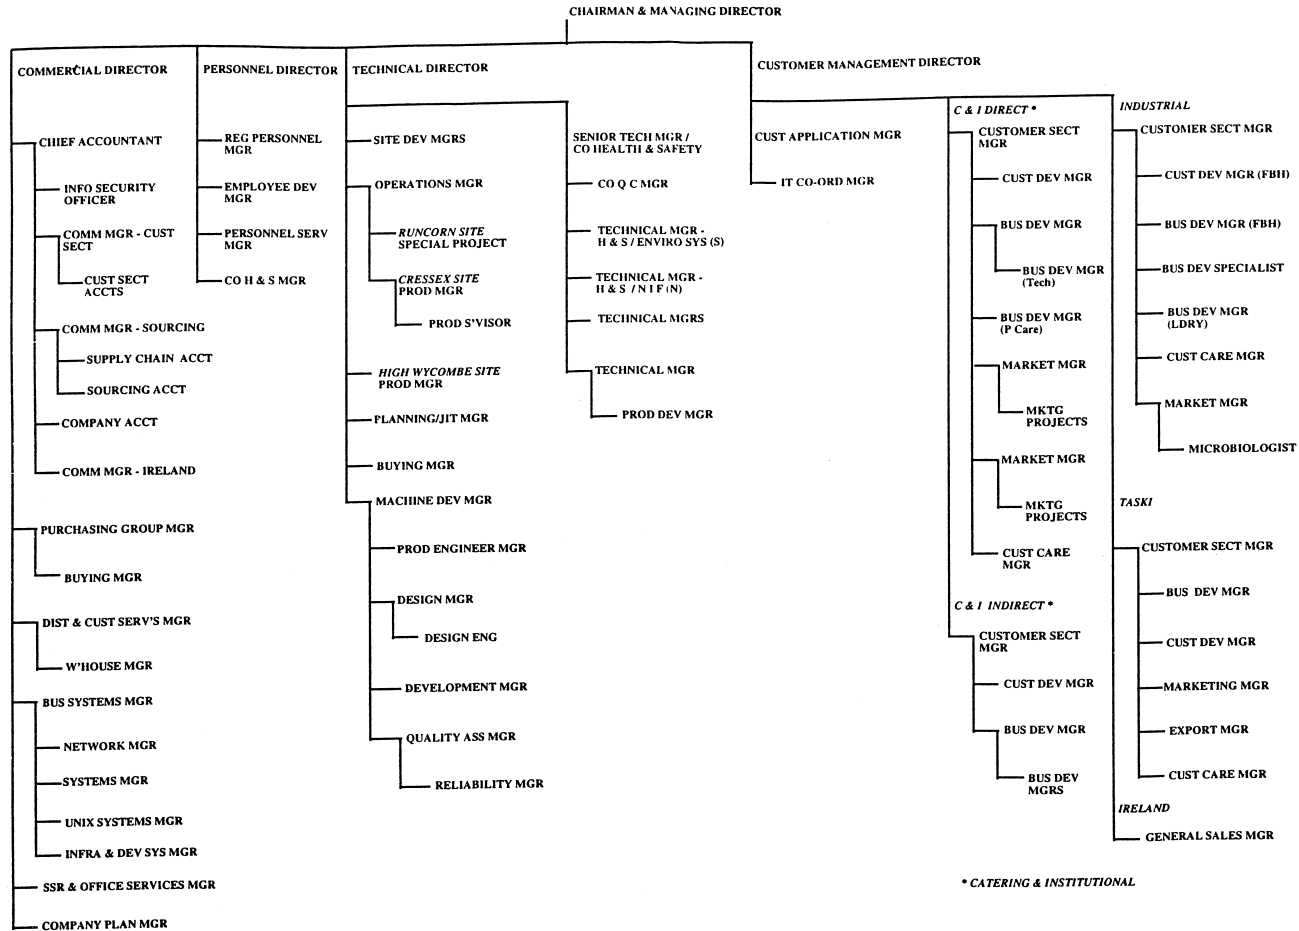 CHAIRMAN & MANAGING DIRECTOR
COMMERCIAL DIRECTOR
CHIEF ACCOUNTANT
INFO SECURITY
OFFICER
COMM MGR - CUST
SECT
CUST SECT
ACCTS
COMM MGR - SOURCING
SUPPLY CHAIN ACCT
SOURCING ACCT
COMPANY ACCT
COMM MGR - IRELAND
PURCHASING GROUP MGR
BUYING MGR
DIST & CUST SERV'S MGR
W'HOUSE MGR
BUS SYSTEMS MGR
NETWORK MGR
SYSTEMS MGR
UNIX SYSTEMS MGR
INFRA & DEV SYS MGR
SSR & OFFICE SERVICES MGR
COMPANY PLAN MGR
PERSONNEL DIRECTOR
REG PERSONNEL
MGR
EMPLOYEE DEV
MGR
PERSONNEL SERV
MGR
CO H & S MGR
TECHNICAL DIRECTOR
SITE DEV MGRS
OPERATIONS MGR
RUNCORN SITE
SPECIAL PROJECT
CRESSEX SITE
PROD MGR
PROD S'VISOR
HIGH WYCOMBE SITE
PROD MGR
PLANNING/JIT MGR
BUYING MGR
MACHINE DEV MGR
PROD ENGINEER MGR
DESIGN MGR
DESIGN ENG
DEVELOPMENT MGR
QUALITY ASS MGR
RELIABILITY MGR
SENIOR TECH MGR /
CO HEALTH & SAFETY
CO Q C MGR
TECHNICAL MGR -
H & S / ENVIRO SYS (S)
TECHNICAL MGR -
H & S / N I F (N)
TECHNICAL MGRS
TECHNICAL MGR
PROD DEV MGR
CUSTOMER MANAGEMENT DIRECTOR
CUST APPLICATION MGR
IT CO-ORD MGR
C & I DIRECT *
CUSTOMER SECT
MGR
CUST DEV MGR
BUS DEV MGR
BUS DEV MGR
(Tech)
BUS DEV MGR
(P Care)
MARKET MGR
MKTG
PROJECTS
MARKET MGR
MKTG
PROJECTS
CUST CARE
MGR
C & I INDIRECT *
CUSTOMER SECT
MGR
CUST DEV MGR
BUS DEV MGR
BUS DEV
MGRS
INDUSTRIAL
CUSTOMER SECT MGR
CUST DEV MGR (FBH)
BUS DEV MGR (FBH)
BUS DEV SPECIALIST
BUS DEV MGR
(LDRY)
CUST CARE MGR
MARKET MGR
MICROBIOLOGIST
TASKI
CUSTOMER SECT MGR
BUS DEV MGR
CUST DEV MGR
MARKETING MGR
EXPORT MGR
CUST CARE MGR
IRELAND
GENERAL SALES MGR
* CATERING & INSTITUTIONAL